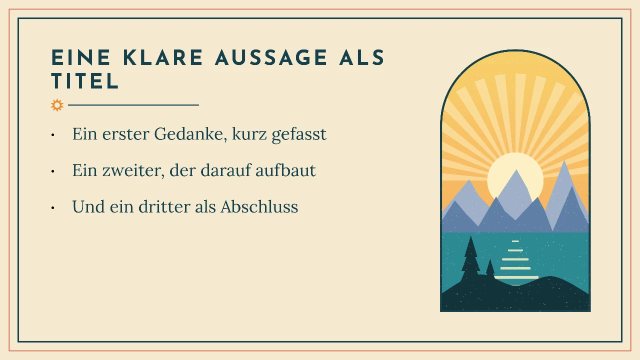 EINE KLARE AUSSAGE ALS
TITEL
• Ein erster Gedanke, kurz gefasst
• Ein zweiter, der darauf aufbaut
• Und ein dritter als Abschluss